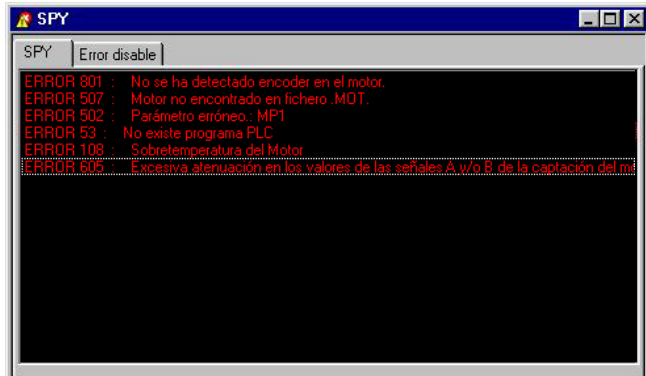 SPY
SPY Error disable
ERROR 801 : No se ha detectado encoder en el motor.
ERROR 507 : Motor no encontrado en fichero .MOT.
ERROR 502 : Parámetro erróneo.: MP1
ERROR 53 : No existe programa PLC
ERROR 108 : Sobretemperatura del Motor
ERROR 605 : Excesiva atenuación en los valores de las señales A y/o B de la captación del